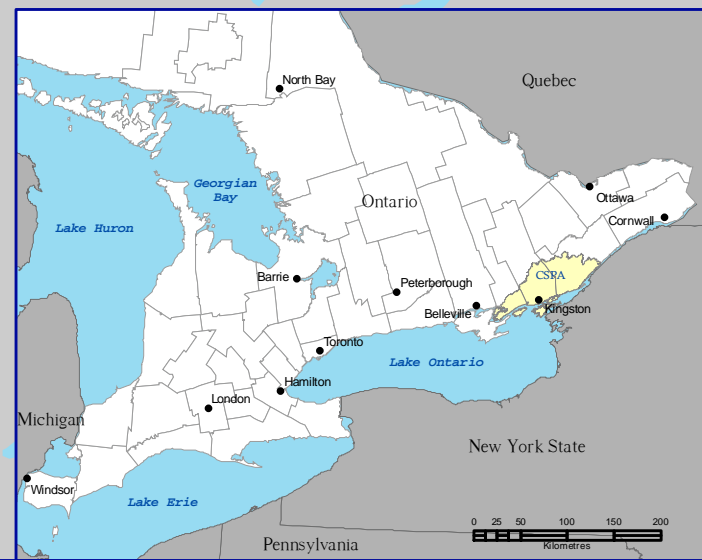 North Bay
Quebec
Georgian
Bay
Ontario
Ottawa
Cornwall
Lake Huron
Barrie
CSPA
Peterborough
Belleville
Kingston
Toronto
Lake Ontario
Hamilton
London
Michigan
New York State
Windsor
Lake Erie
0 25 50 100 150 200
Kilometres
Pennsylvania